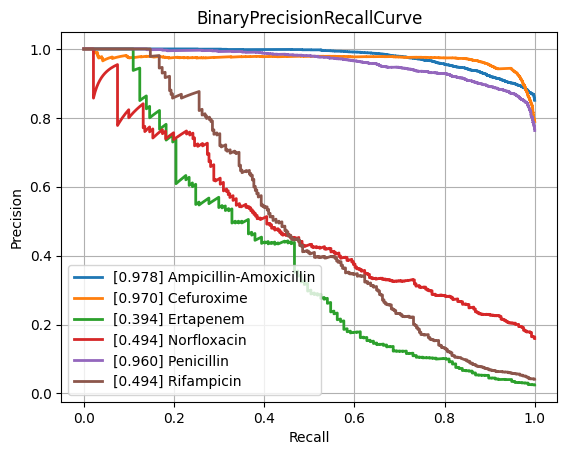 BinaryPrecisionRecallCurve
Precision
1.0
0.8
0.6
0.4
0.2
0.0
[0.978] Ampicillin-Amoxicillin
[0.970] Cefuroxime
[0.394] Ertapenem
[0.494] Norfloxacin
[0.960] Penicillin
[0.494] Rifampicin
0.0 0.2 0.4 0.6 0.8 1.0
Recall